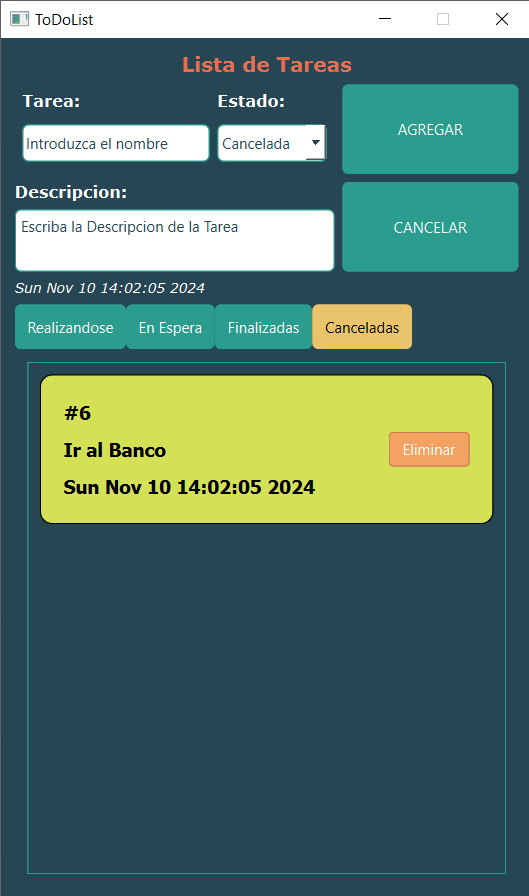 ToDoList
Lista de Tareas
Tarea:
Estado:
Introduzca el nombre
Cancelada
AGREGAR
Descripcion:
Escriba la Descripcion de la Tarea
CANCELAR
Sun Nov 10 14:02:05 2024
Realizandose En Espera Finalizadas Canceladas
#6
Ir al Banco
Eliminar
Sun Nov 10 14:02:05 2024